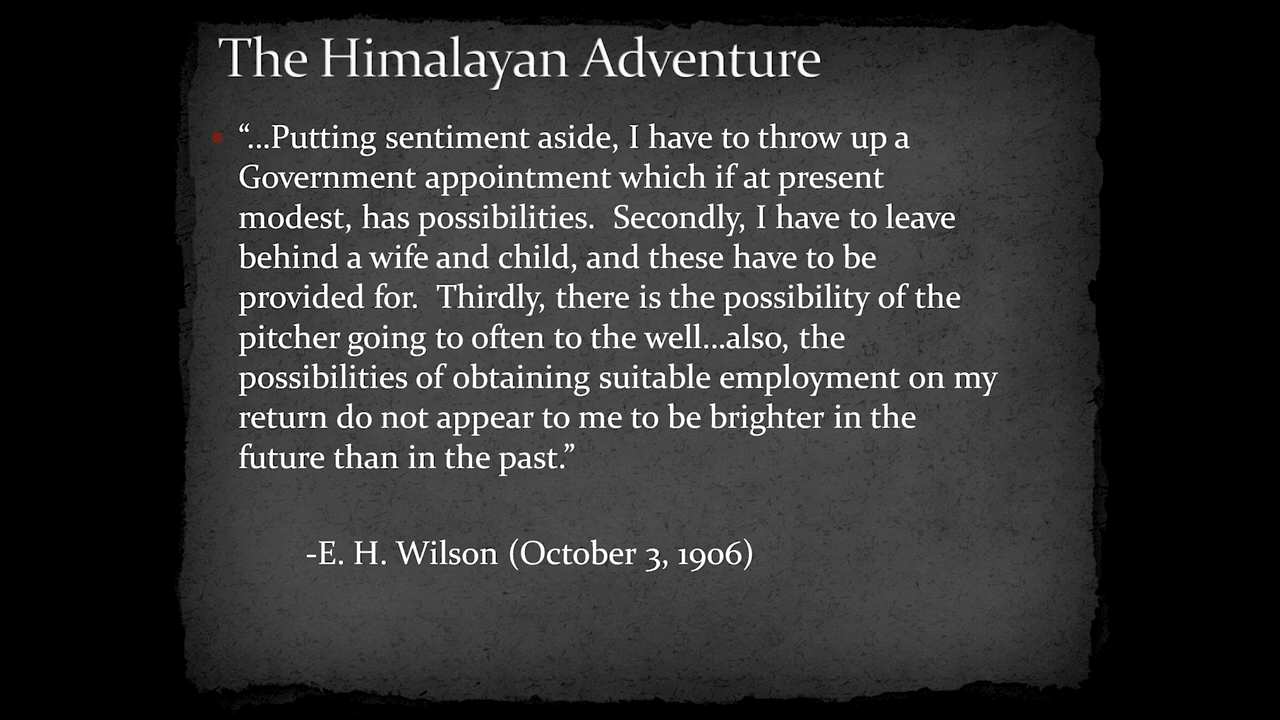 The Himalayan Adventure
• “…Putting sentiment aside, I have to throw up a
Government appointment which if at present
modest, has possibilities.  Secondly, I have to leave
behind a wife and child, and these have to be
provided for.  Thirdly, there is the possibility of the
pitcher going to often to the well…also, the
possibilities of obtaining suitable employment on my
return do not appear to me to be brighter in the
future than in the past.”
-E. H. Wilson (October 3, 1906)